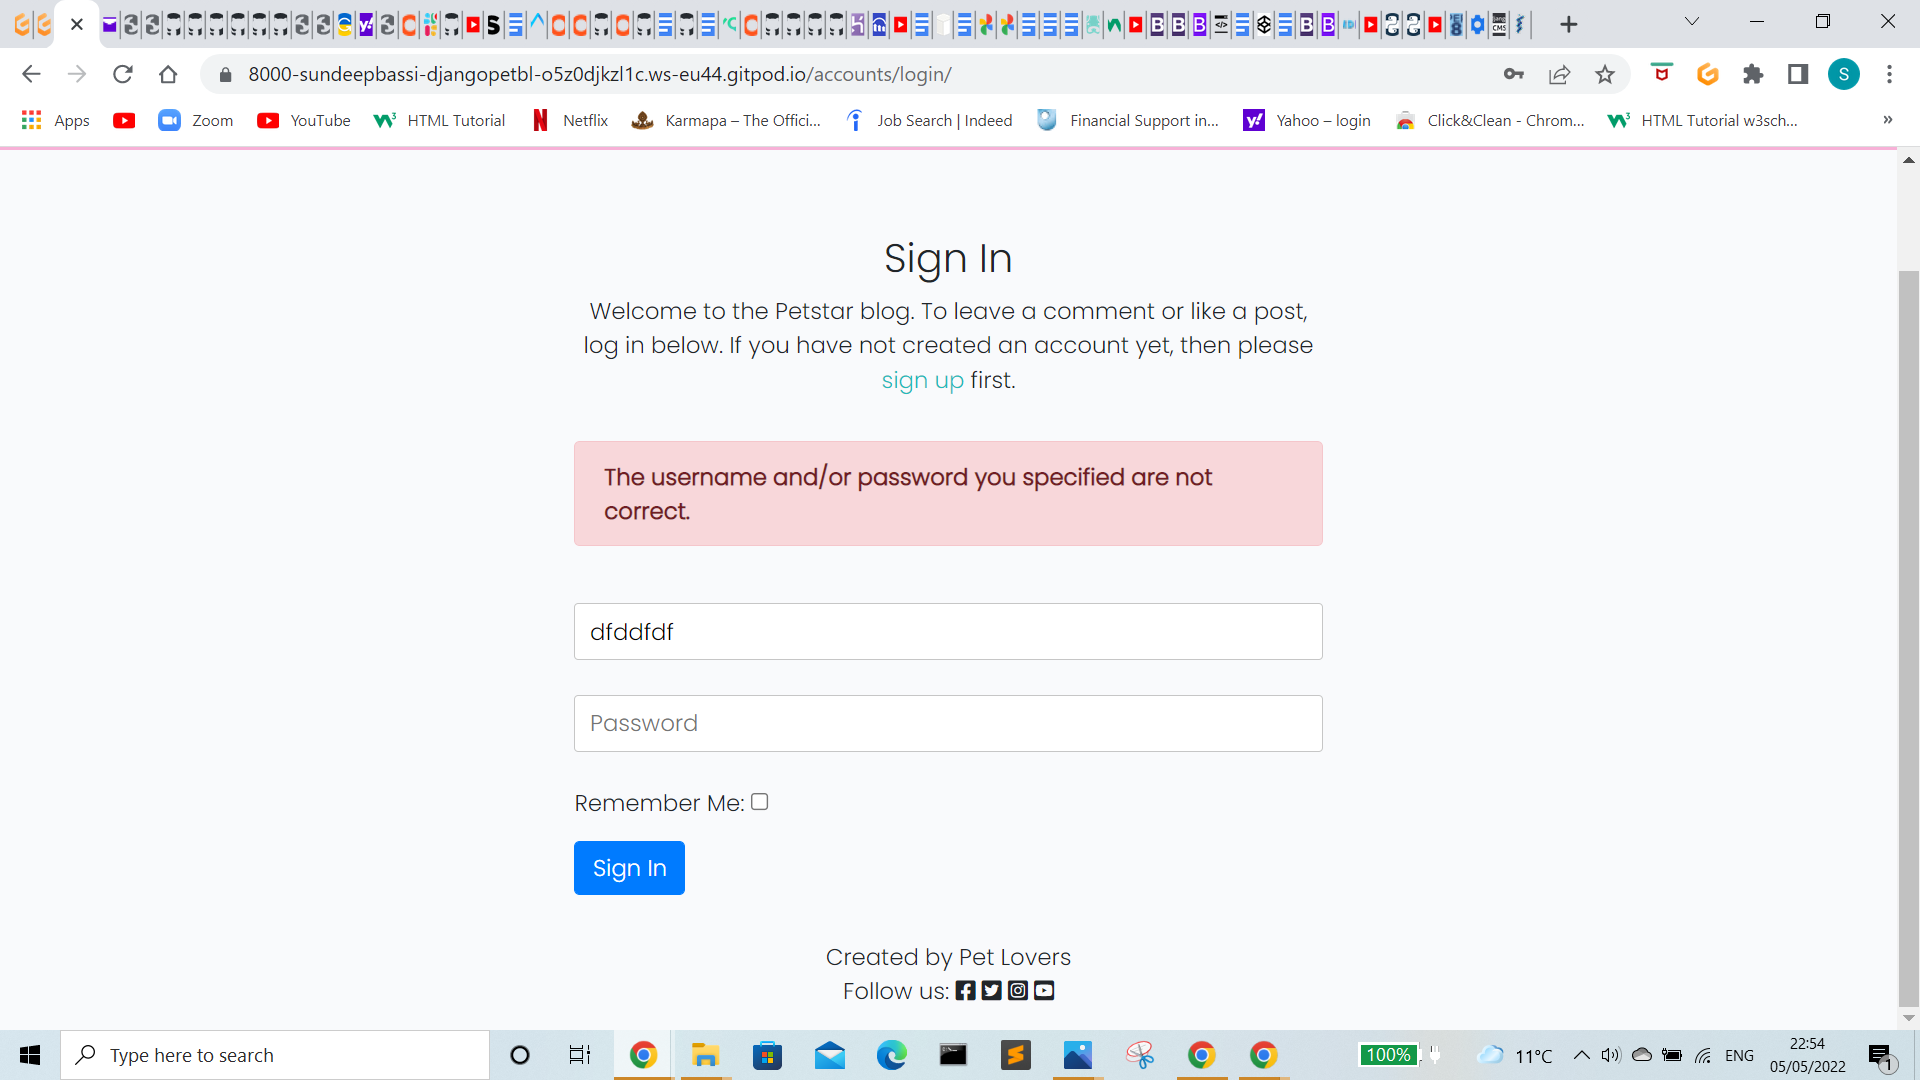 8000-sundeepbassi-djangopetbl-o5z0djkzl1c.ws-eu44.gitpod.io/accounts/login/
S
Apps
Zoom
YouTube
HTML Tutorial
Netflix
Karmapa – The Offici...
Job Search | Indeed
Financial Support in...
Yahoo – login
Click&Clean - Chrom...
HTML Tutorial w3sch...
»
Sign In
Welcome to the Petstar blog. To leave a comment or like a post,
log in below. If you have not created an account yet, then please
sign up first.
The username and/or password you specified are not
correct.
dfddfdf
Password
Remember Me:
Sign In
Created by Pet Lovers
Follow us:
Type here to search
100%
11°C
ENG
22:54
05/05/2022
1